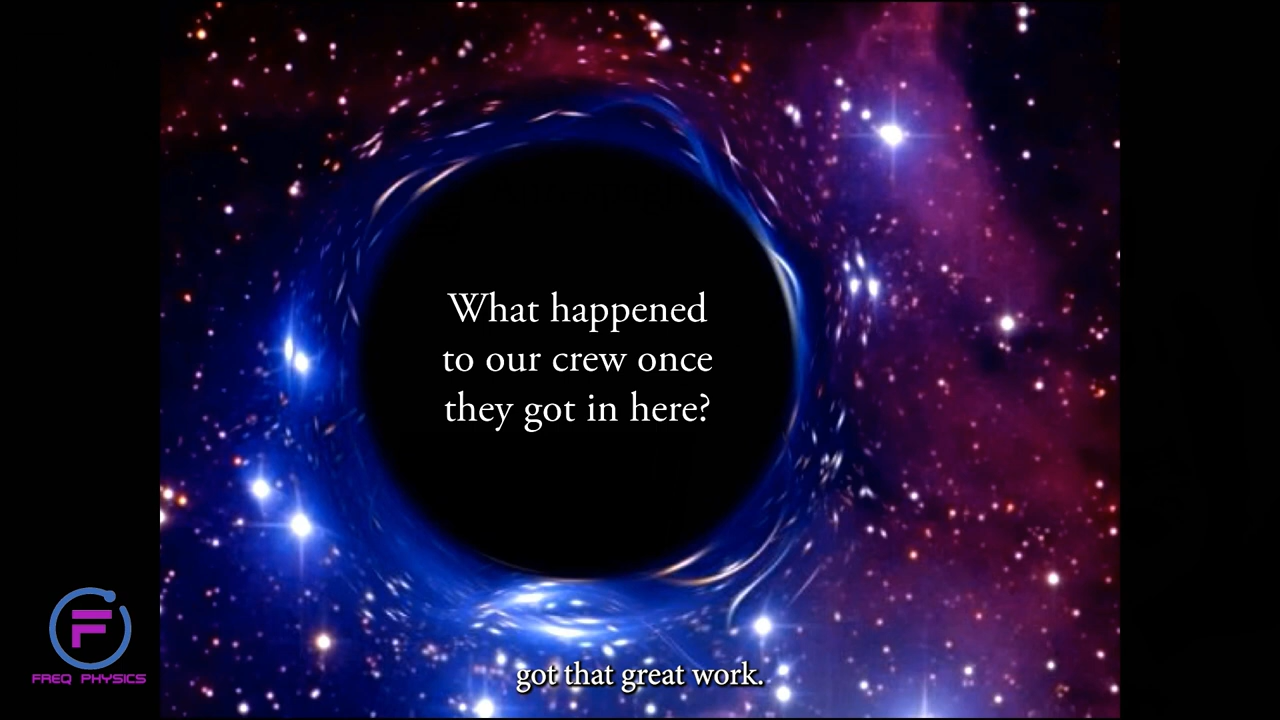 What happened
to our crew once
they got in here?
got that great work.
F
FREQ PHYSICS